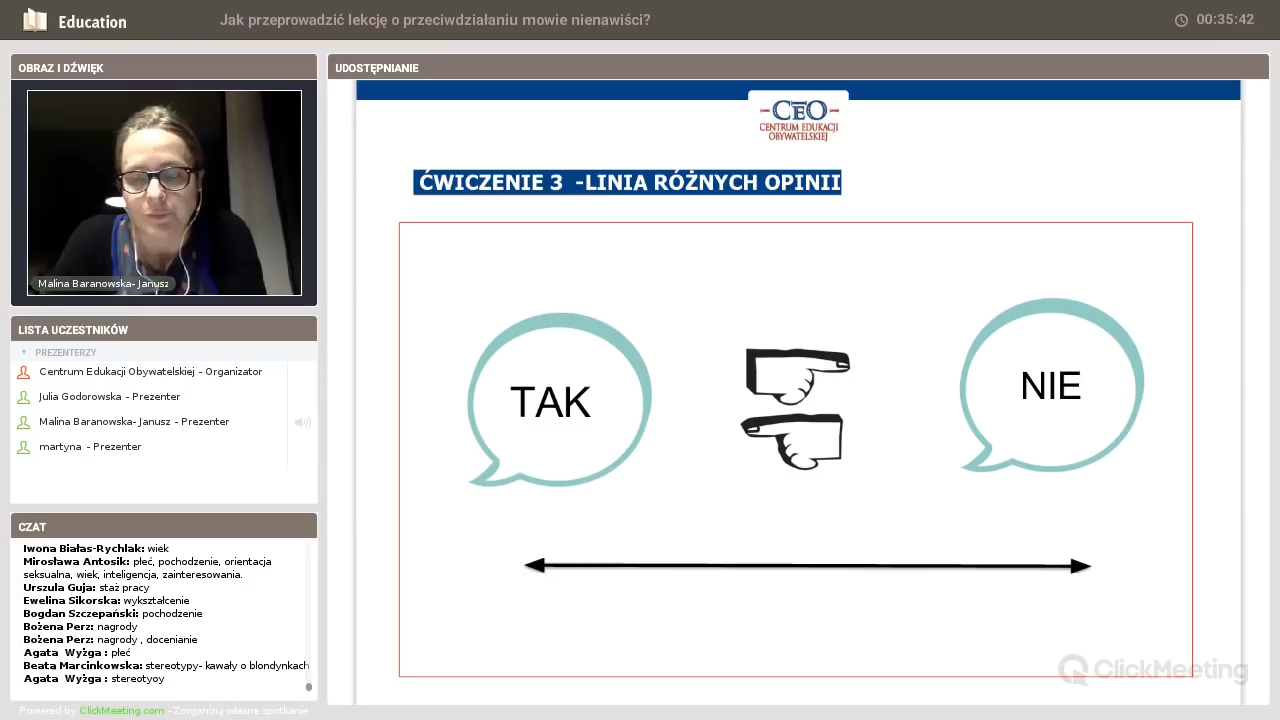 Education
Jak przeprowadzić lekcję o przeciwdziałaniu mowie nienawiści?
00:35:42
OBRAZ I DŹWIĘK
Malina Baranowska- Janusz
LISTA UCZESTNIKÓW
PREZENTERZY
Centrum Edukacji Obywatelskiej - Organizator
Julia Godorowska - Prezenter
Malina Baranowska- Janusz - Prezenter
martyna - Prezenter
CZAT
Iwona Białas-Rychlak: wiek
Mirosława Antosik: płeć, pochodzenie, orientacja
seksualna, wiek, inteligencja, zainteresowania.
Urszula Guja: staż pracy
Ewelina Sikorska: wykształcenie
Bogdan Szczepański: pochodzenie
Bożena Perz: nagrody
Bożena Perz: nagrody , docenianie
Agata Wyżga : płeć
Beata Marcinkowska: stereotypy- kawały o blondynkach
Agata Wyżga : stereotyoy
Powered by ClickMeeting.com - Zorganizuj własne spotkanie
UDOSTĘPNIANIE
CEO
CENTRUM EDUKACJI
OBYWATELSKIEJ
ĆWICZENIE 3 -LINIA RÓŻNYCH OPINII
TAK
NIE
ClickMeeting